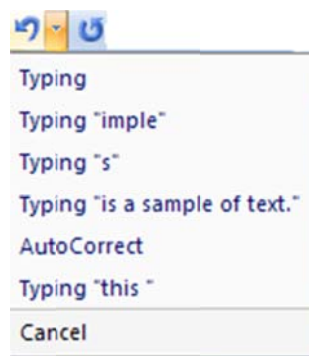 Typing
Typing "imple"
Typing "s"
Typing "is a sample of text."
AutoCorrect
Typing "this "
Cancel